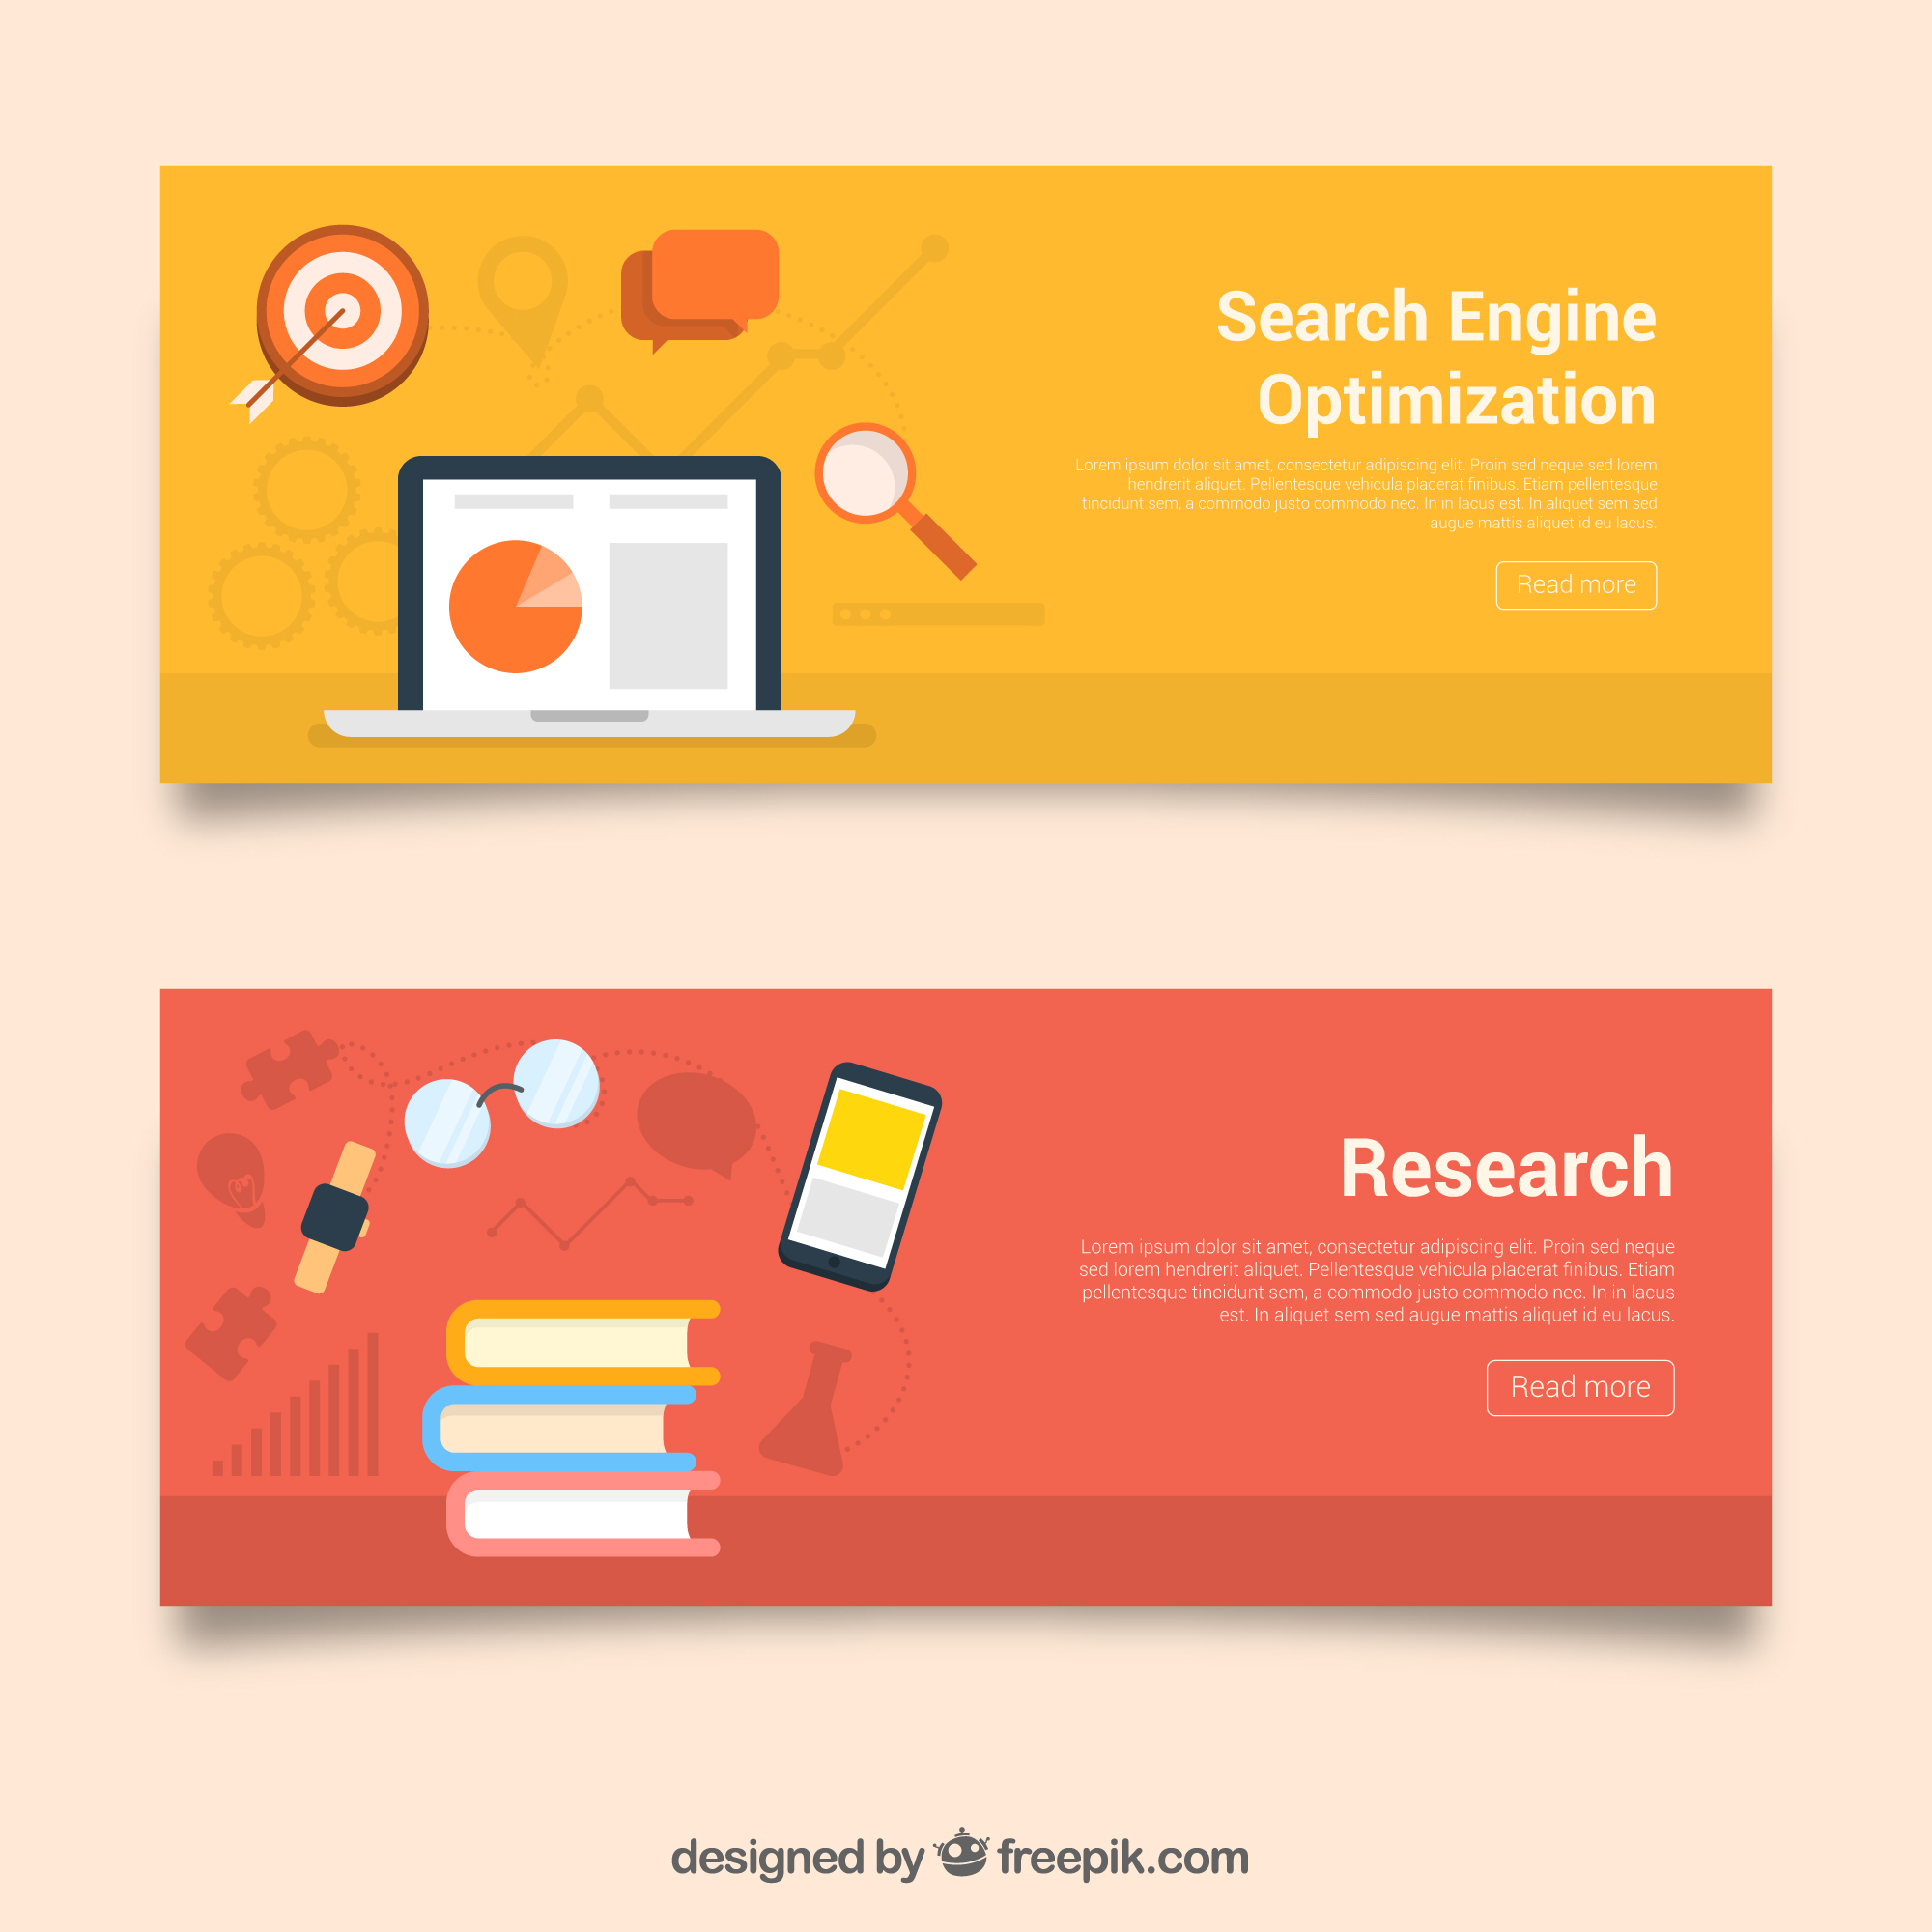 Search Engine
Optimization
Lorem ipsum dolor sit amet, consectetur adipiscing elit. Proin sed neque sed lorem
hendrerit aliquet. Pellentesque vehicula placerat finibus. Etiam pellentesque
tincidunt sem, a commodo justo commodo nec. In in lacus est. In aliquet sem sed
augue mattis aliquet id eu lacus.
Read more
Research
Lorem ipsum dolor sit amet, consectetur adipiscing elit. Proin sed neque
sed lorem hendrerit aliquet. Pellentesque vehicula placerat finibus. Etiam
pellentesque tincidunt sem, a commodo justo commodo nec. In in lacus
est. In aliquet sem sed augue mattis aliquet id eu lacus.
Read more
designed by freepik.com